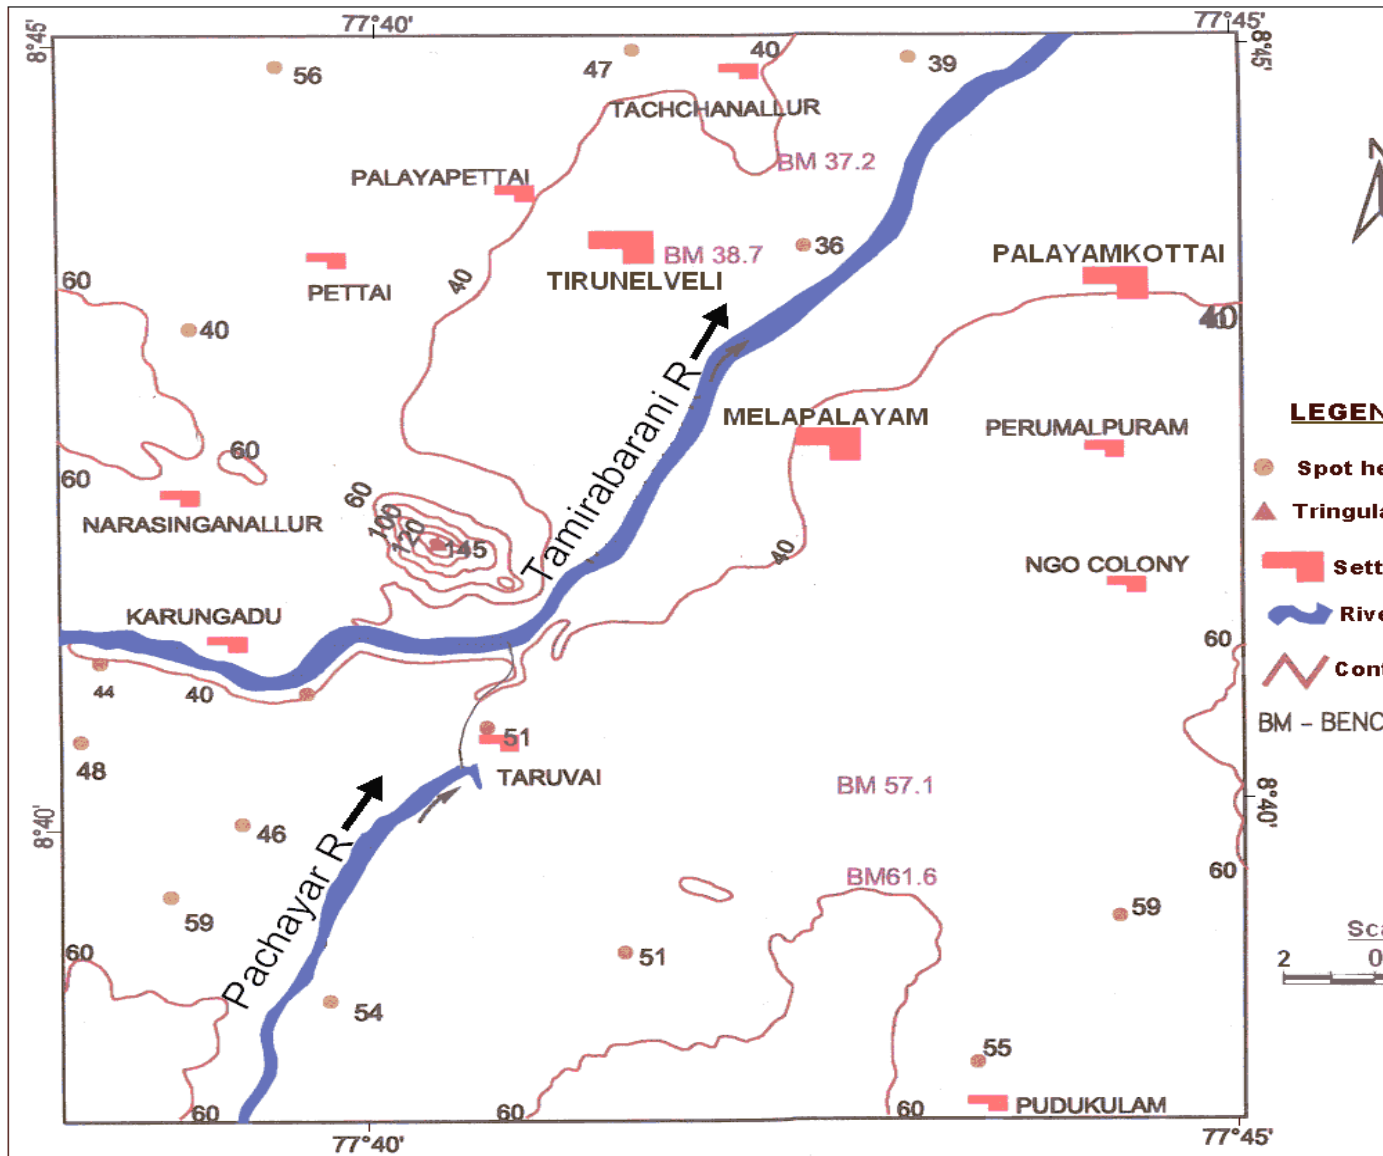 77°40'
77°45'
8°45'
8°45'
56
47
40
39
TACHCHANALLUR
N
BM 37.2
PALAYAPETTAI
36
BM 38.7
PALAYAMKOTTAI
TIRUNELVELI
60
40
PETTAI
40
40
Tamirabarani R
LEGEN
MELAPALAYAM
PERUMALPURAM
60
60
Spot he
60
Tringula
NARASINGANALLUR
100
120
145
40
NGO COLONY
Sett
KARUNGADU
Rive
60
44
40
Cont
BM - BENC
51
48
TARUVAI
BM 57.1
8°40'
8°40'
46
Pachayar R
BM61.6
60
59
59
60
51
Sca
2
0
54
55
60
60
60
PUDUKULAM
77°40'
77°45'